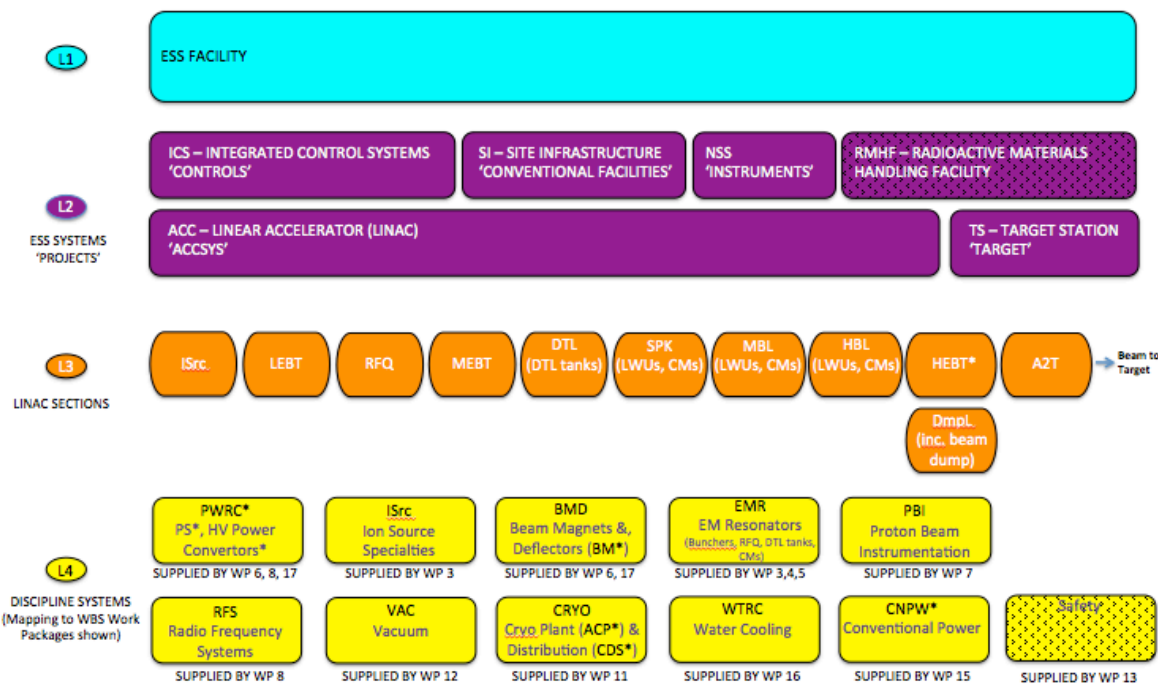 L1
ESS FACILITY
ICS – INTEGRATED CONTROL SYSTEMS
'CONTROLS'
SI – SITE INFRASTRUCTURE
'CONVENTIONAL FACILITIES'
NSS
'INSTRUMENTS'
RMHF – RADIOACTIVE MATERIALS
HANDLING FACILITY
L2
ESS SYSTEMS
'PROJECTS'
ACC – LINEAR ACCELERATOR (LINAC)
'ACCSYS'
TS – TARGET STATION
'TARGET'
L3
LINAC SECTIONS
ISrc
LEBT
RFQ
MEBT
DTL
(DTL tanks)
SPK
(LWUs, CMs)
MBL
(LWUs, CMs)
HBL
(LWUs, CMs)
HEBT*
A2T
Beam to
Target
DmpL
(inc. beam
dump)
L4
DISCIPLINE SYSTEMS
(Mapping to WBS Work
Packages shown)
PWRC*
PS*, HV Power
Convertors*
SUPPLIED BY WP 6, 8, 17
ISrc
Ion Source
Specialties
SUPPLIED BY WP 3
BMD
Beam Magnets &,
Deflectors (BM*)
SUPPLIED BY WP 6, 17
EMR
EM Resonators
(Bunchers, RFQ, DTL tanks,
CMs)
SUPPLIED BY WP 3,4,5
PBI
Proton Beam
Instrumentation
SUPPLIED BY WP 7
RFS
Radio Frequency
Systems
SUPPLIED BY WP 8
VAC
Vacuum
SUPPLIED BY WP 12
CRYO
Cryo Plant (ACP*) &
Distribution (CDS*)
SUPPLIED BY WP 11
WTRC
Water Cooling
SUPPLIED BY WP 16
CNPW*
Conventional Power
SUPPLIED BY WP 15
Safety
SUPPLIED BY WP 13